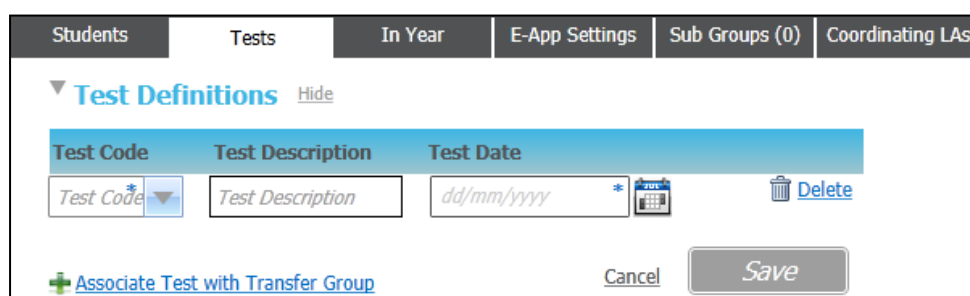 Students Tests In Year E-App Settings Sub Groups (0) Coordinating LAs
Test Definitions Hide
Test Code Test Description Test Date
Test Code * Test Description dd/mm/yyyy * Delete
Associate Test with Transfer Group Cancel Save